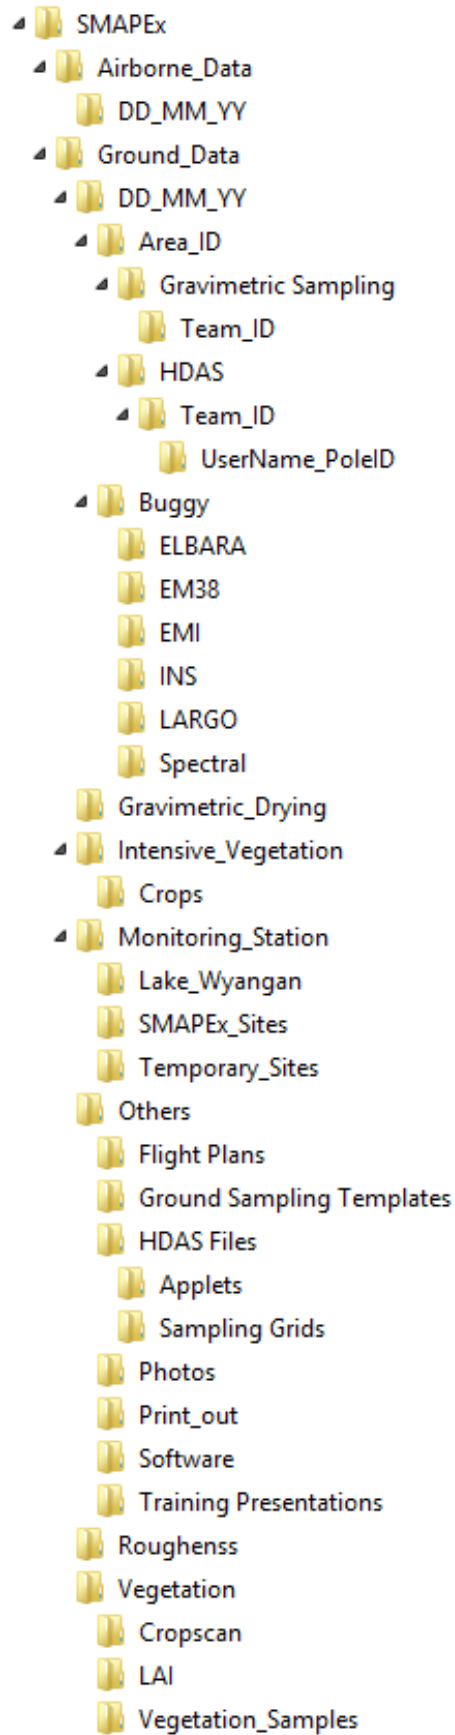 SMAPEx
Airborne_Data
DD_MM_YY
Ground_Data
DD_MM_YY
Area_ID
Gravimetric Sampling
Team_ID
HDAS
Team_ID
UserName_PoleID
Buggy
ELBARA
EM38
EMI
INS
LARGO
Spectral
Gravimetric_Drying
Intensive_Vegetation
Crops
Monitoring_Station
Lake_Wyangan
SMAPEx_Sites
Temporary_Sites
Others
Flight Plans
Ground Sampling Templates
HDAS Files
Applets
Sampling Grids
Photos
Print_out
Software
Training Presentations
Roughenss
Vegetation
Cropscan
LAI
Vegetation_Samples